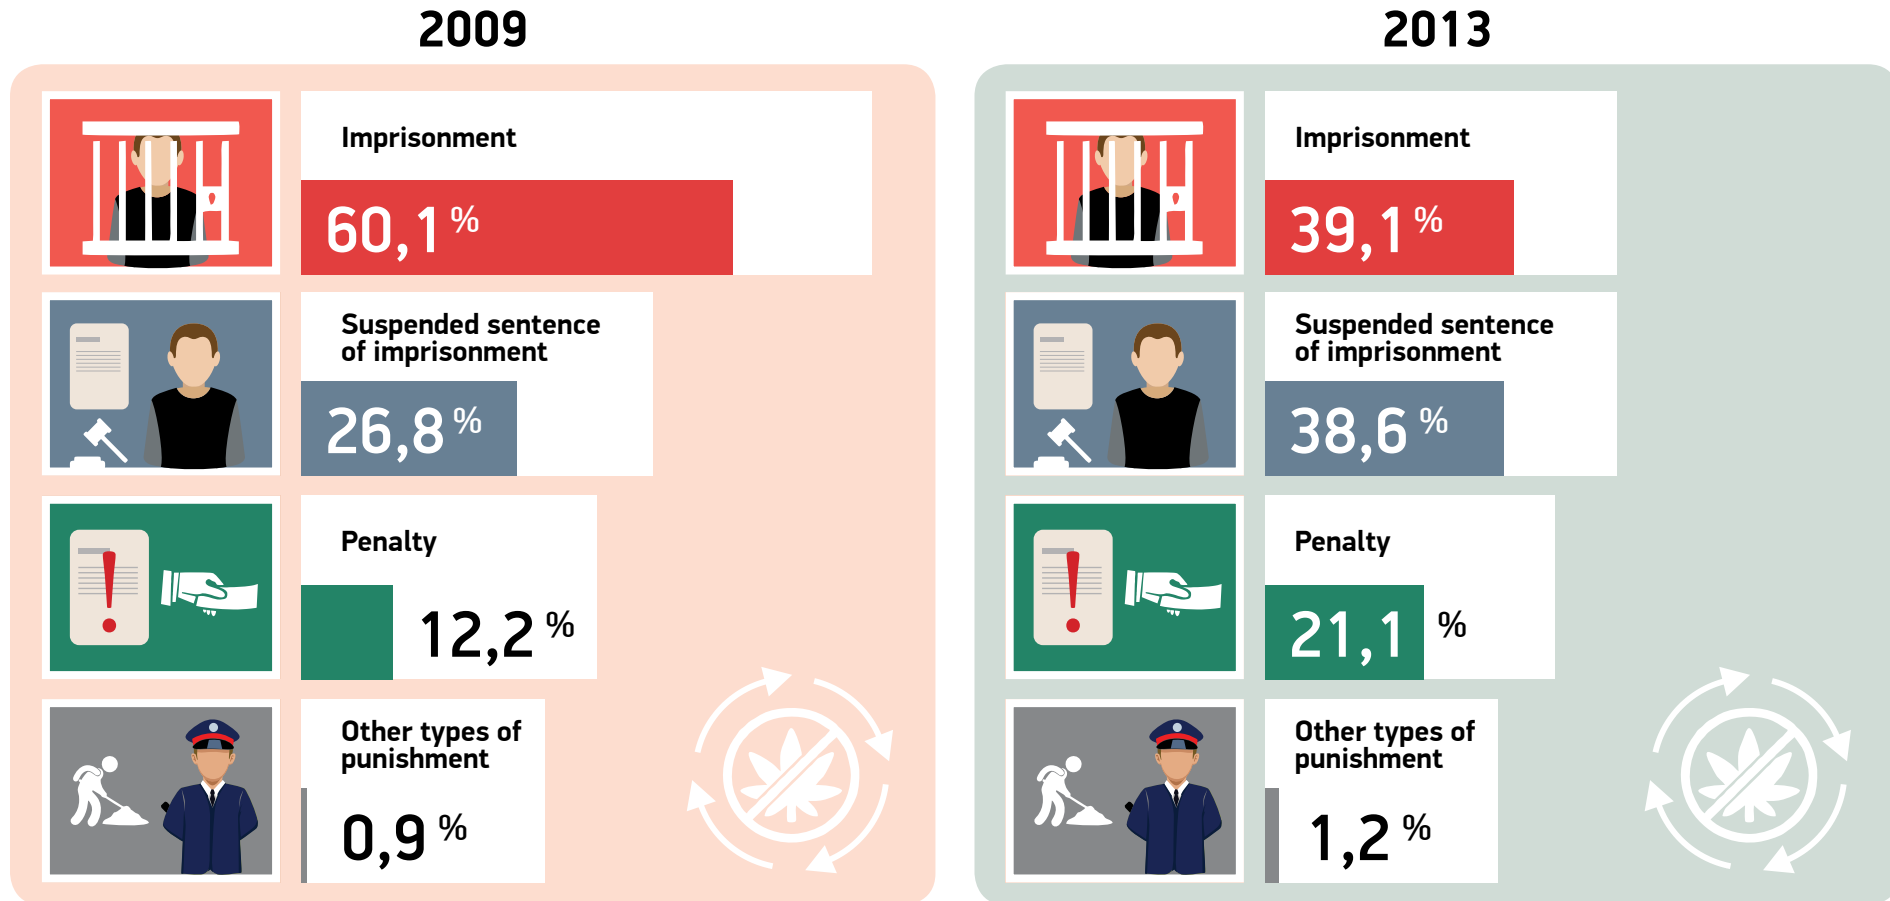 2009
Imprisonment
60,1 %
Suspended sentence
of imprisonment
26,8 %
Penalty
12,2 %
Other types of
punishment
0,9 %
2013
Imprisonment
39,1 %
Suspended sentence
of imprisonment
38,6 %
Penalty
21,1 %
Other types of
punishment
1,2 %